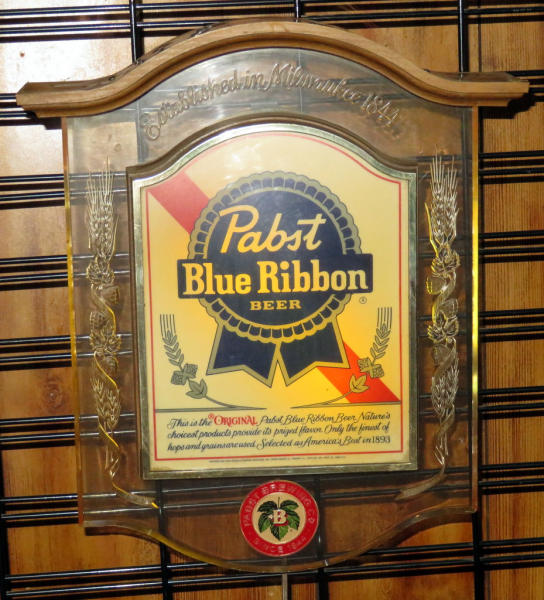 Established in Milwaukee 1844
Pabst
Blue Ribbon
BEER
®
This is the ORIGINAL Pabst Blue Ribbon Beer. Nature's
choicest products provide its prized flavor. Only the finest of
hops and grains are used. Selected as America's Best in 1893
PABST BREWING CO
B
SINCE 1844